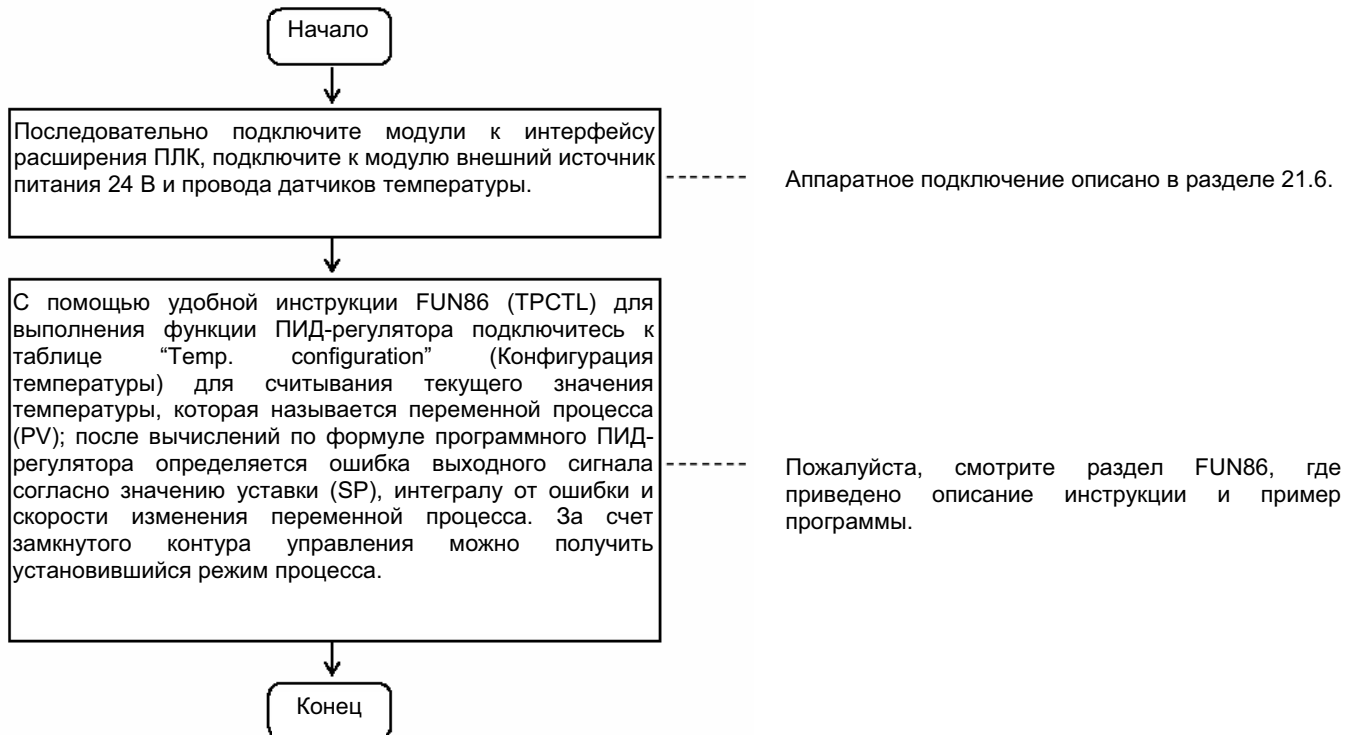 Начало
Последовательно подключите модули к интерфейсу
расширения ПЛК, подключите к модулю внешний источник
питания 24 В и провода датчиков температуры.
Аппаратное подключение описано в разделе 21.6.
С помощью удобной инструкции FUN86 (TPCTL) для
выполнения функции ПИД-регулятора подключитесь к
таблице “Temp. configuration” (Конфигурация
температуры) для считывания текущего значения
температуры, которая называется переменной процесса
(PV); после вычислений по формуле программного ПИД-
регулятора определяется ошибка выходного сигнала
согласно значению уставки (SP), интегралу от ошибки и
скорости изменения переменной процесса. За счет
замкнутого контура управления можно получить
установившийся режим процесса.
Пожалуйста, смотрите раздел FUN86, где
приведено описание инструкции и пример
программы.
Конец